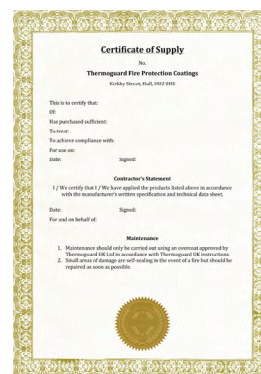 Certificate of Supply
No.
Thermoguard Fire Protection Coatings
Kirkby Street, Hull, HU2 0HE
This is to certify that:
Of:
Has purchased sufficient:
To treat:
To achieve compliance with:
For use on:
Date: Signed:
Contractor's Statement
I / We certify that I / We have applied the products listed above in accordance
with the manufacturer's written specification and technical data sheet.
Date: Signed:
For and on behalf of:
Maintenance
1. Maintenance should only be carried out using an overcoat approved by
Thermoguard UK Ltd in accordance with Thermoguard UK instructions.
2. Small areas of damage are self-sealing in the event of a fire but should be
repaired as soon as possible.